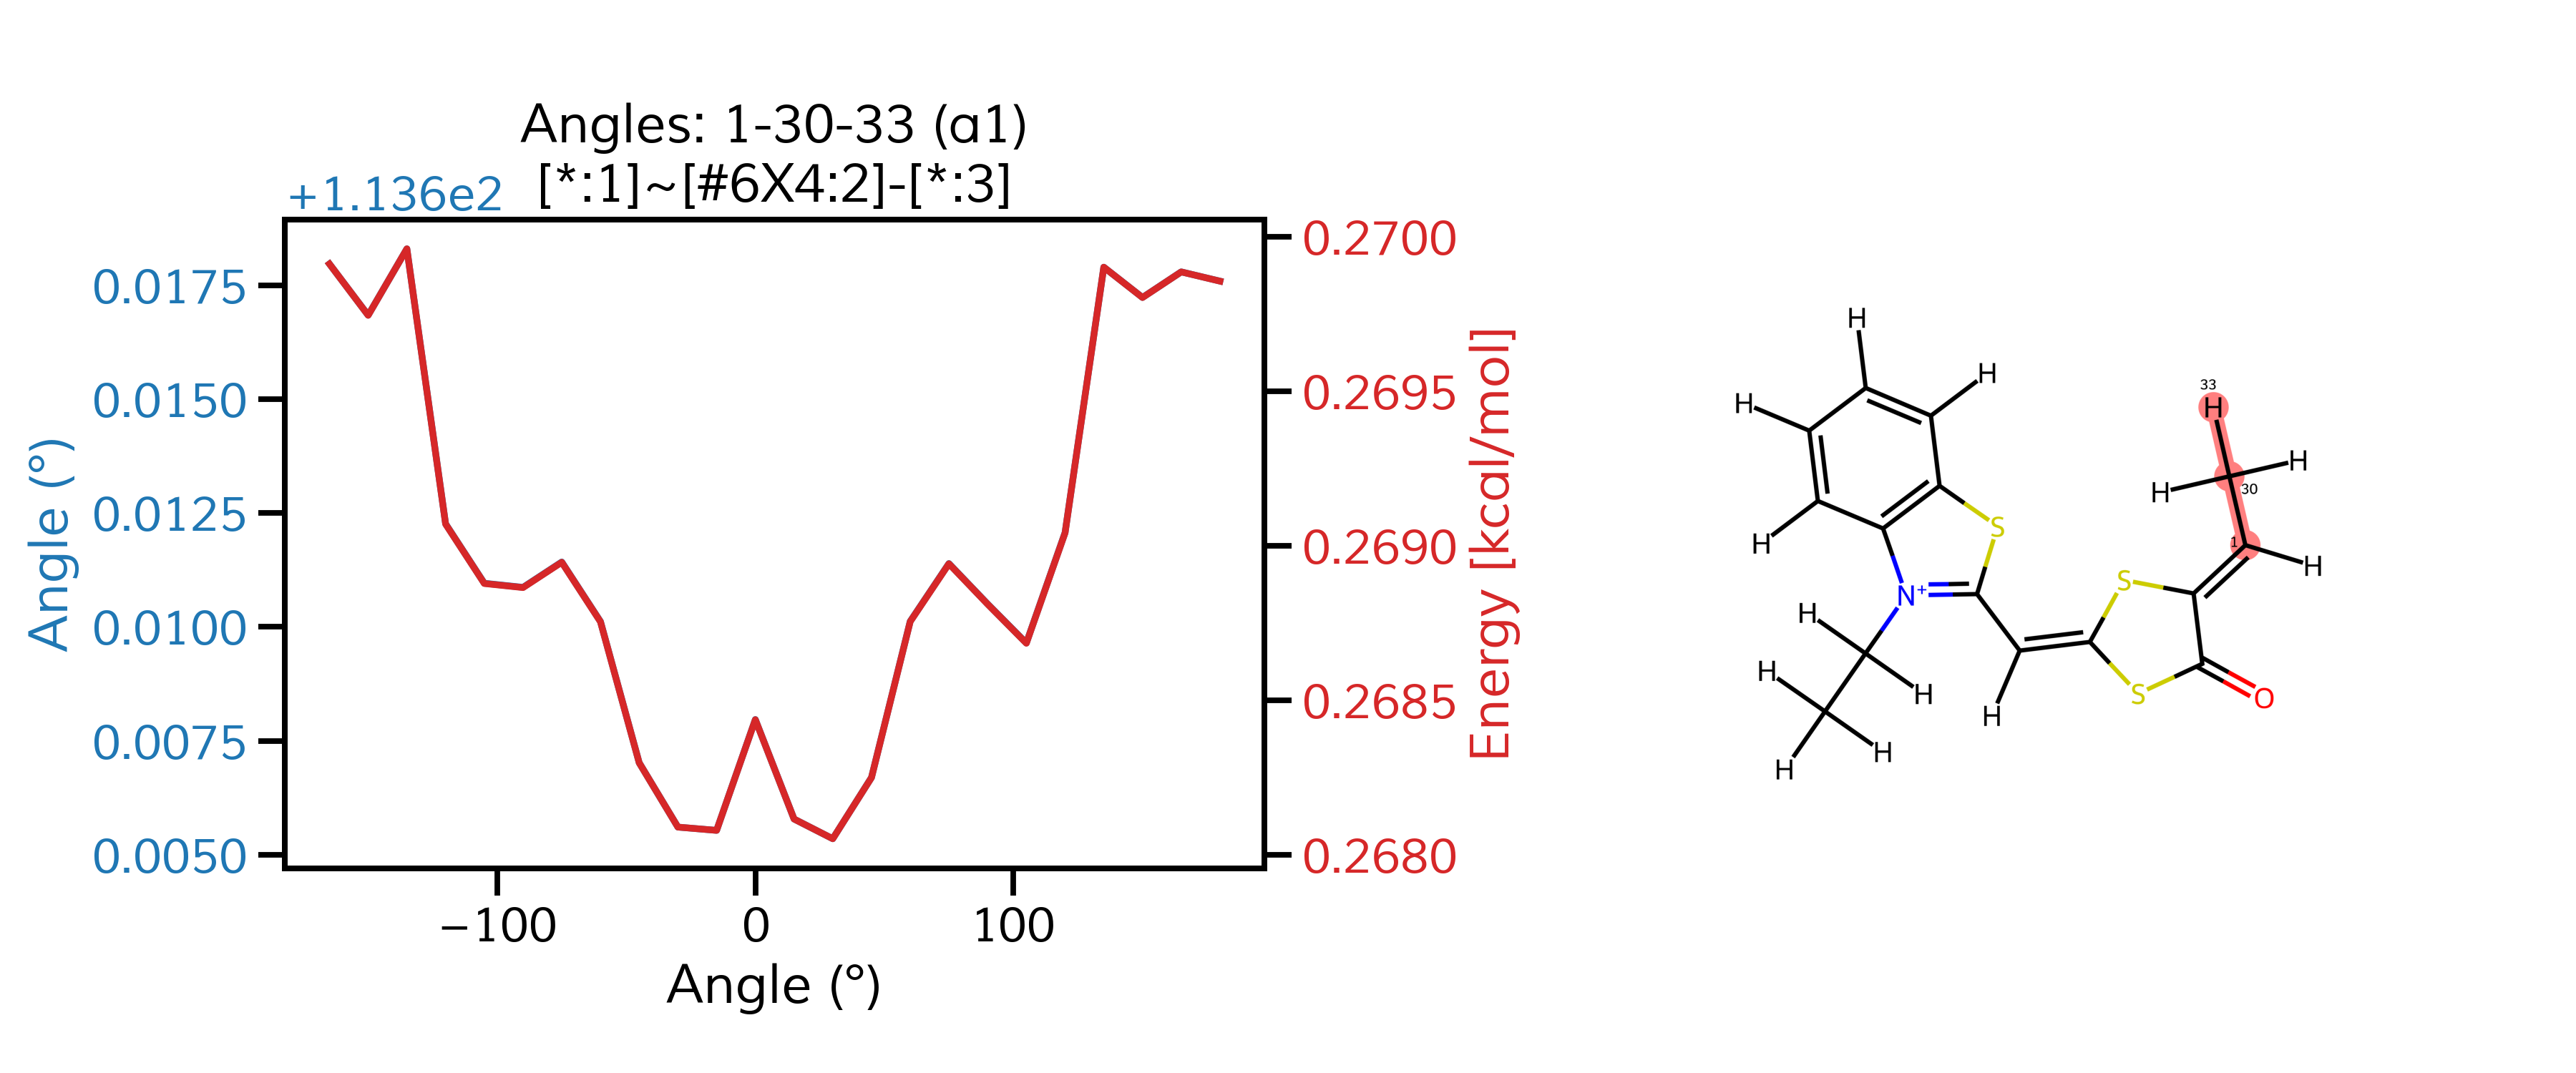 Angles: 1-30-33 (a1)
[*:1]~[#6X4:2]-[*:3]
+1.136e2
0.0175
0.0150
0.0125
0.0100
0.0075
0.0050
Angle (°)
−100
0
100
Angle (°)
0.2700
0.2695
0.2690
0.2685
0.2680
Energy [kcal/mol]
H
H
H
33
H
H
H
30
S
H
1
H
S
N⁺
H
H
H
S
O
H
H
H